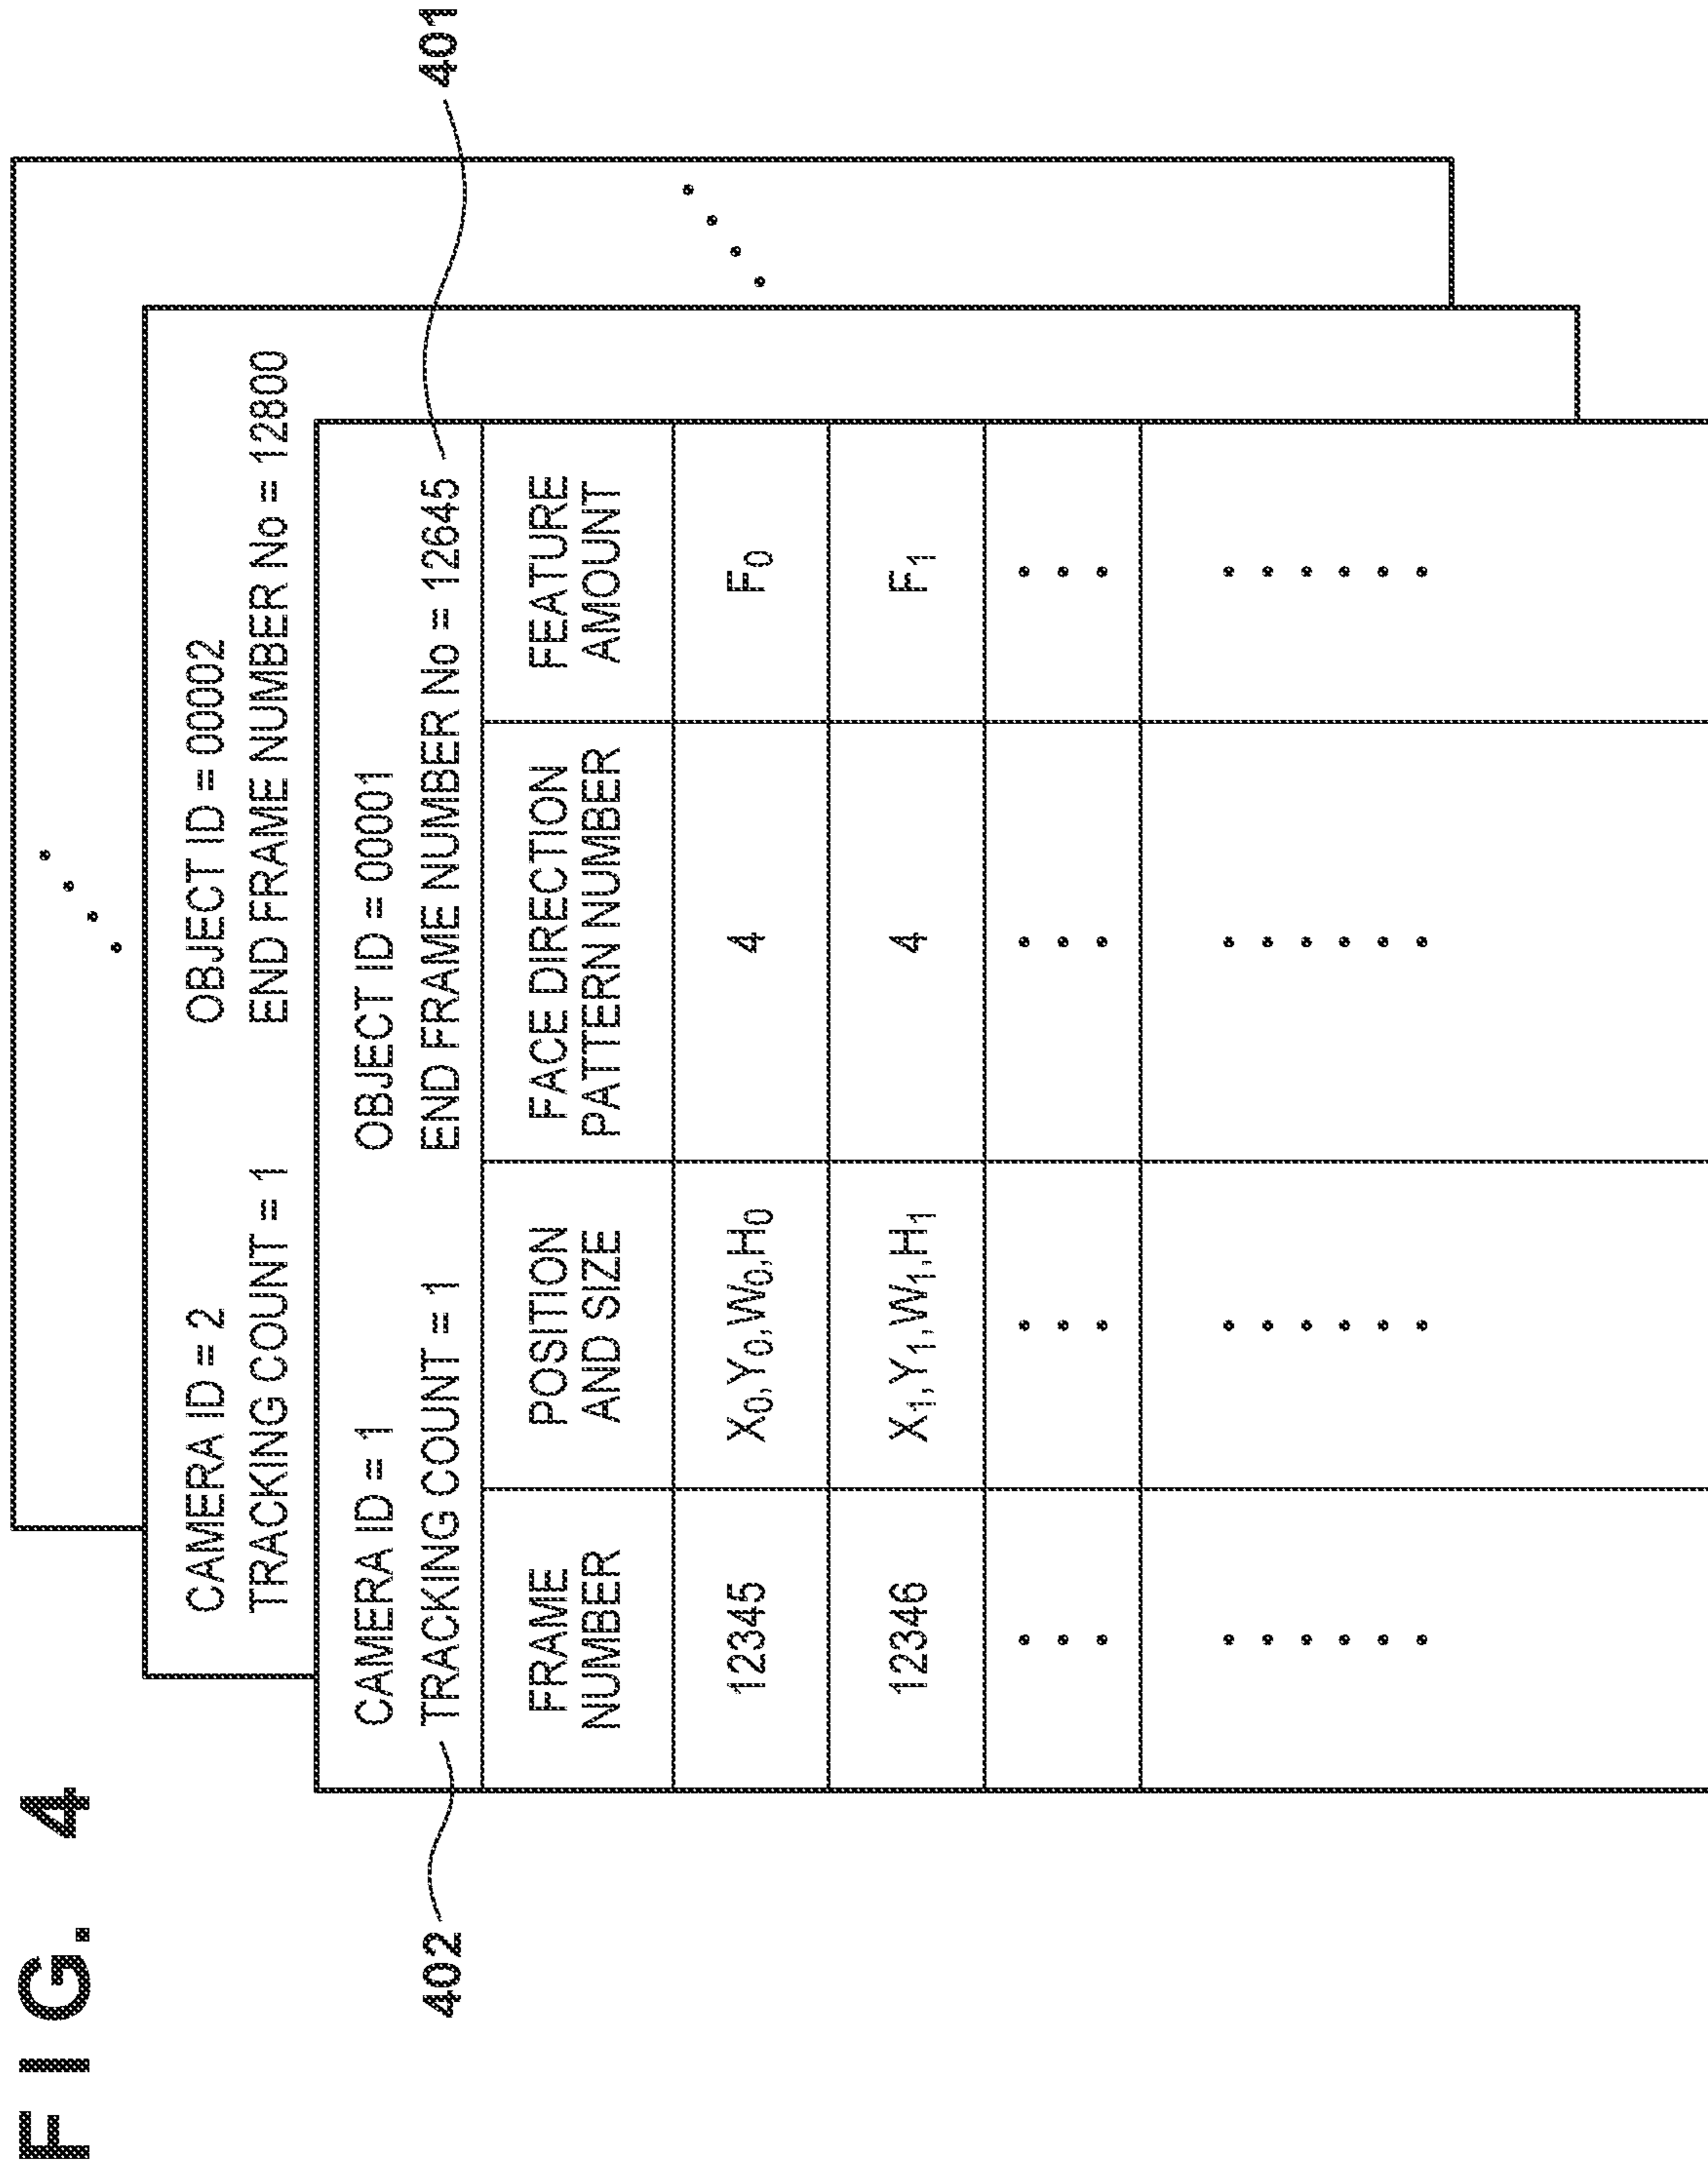 FIG. 4
CAMERA ID = 2 OBJECT ID = 00002
TRACKING COUNT = 1 END FRAME NUMBER No = 12800
CAMERA ID = 1 OBJECT ID = 00001
402 TRACKING COUNT = 1 END FRAME NUMBER No = 12645 401
FRAME POSITION FACE DIRECTION FEATURE
NUMBER AND SIZE PATTERN NUMBER AMOUNT
12345 X₀,Y₀,W₀,H₀ 4 F₀
12346 X₁,Y₁,W₁,H₁ 4 F₁